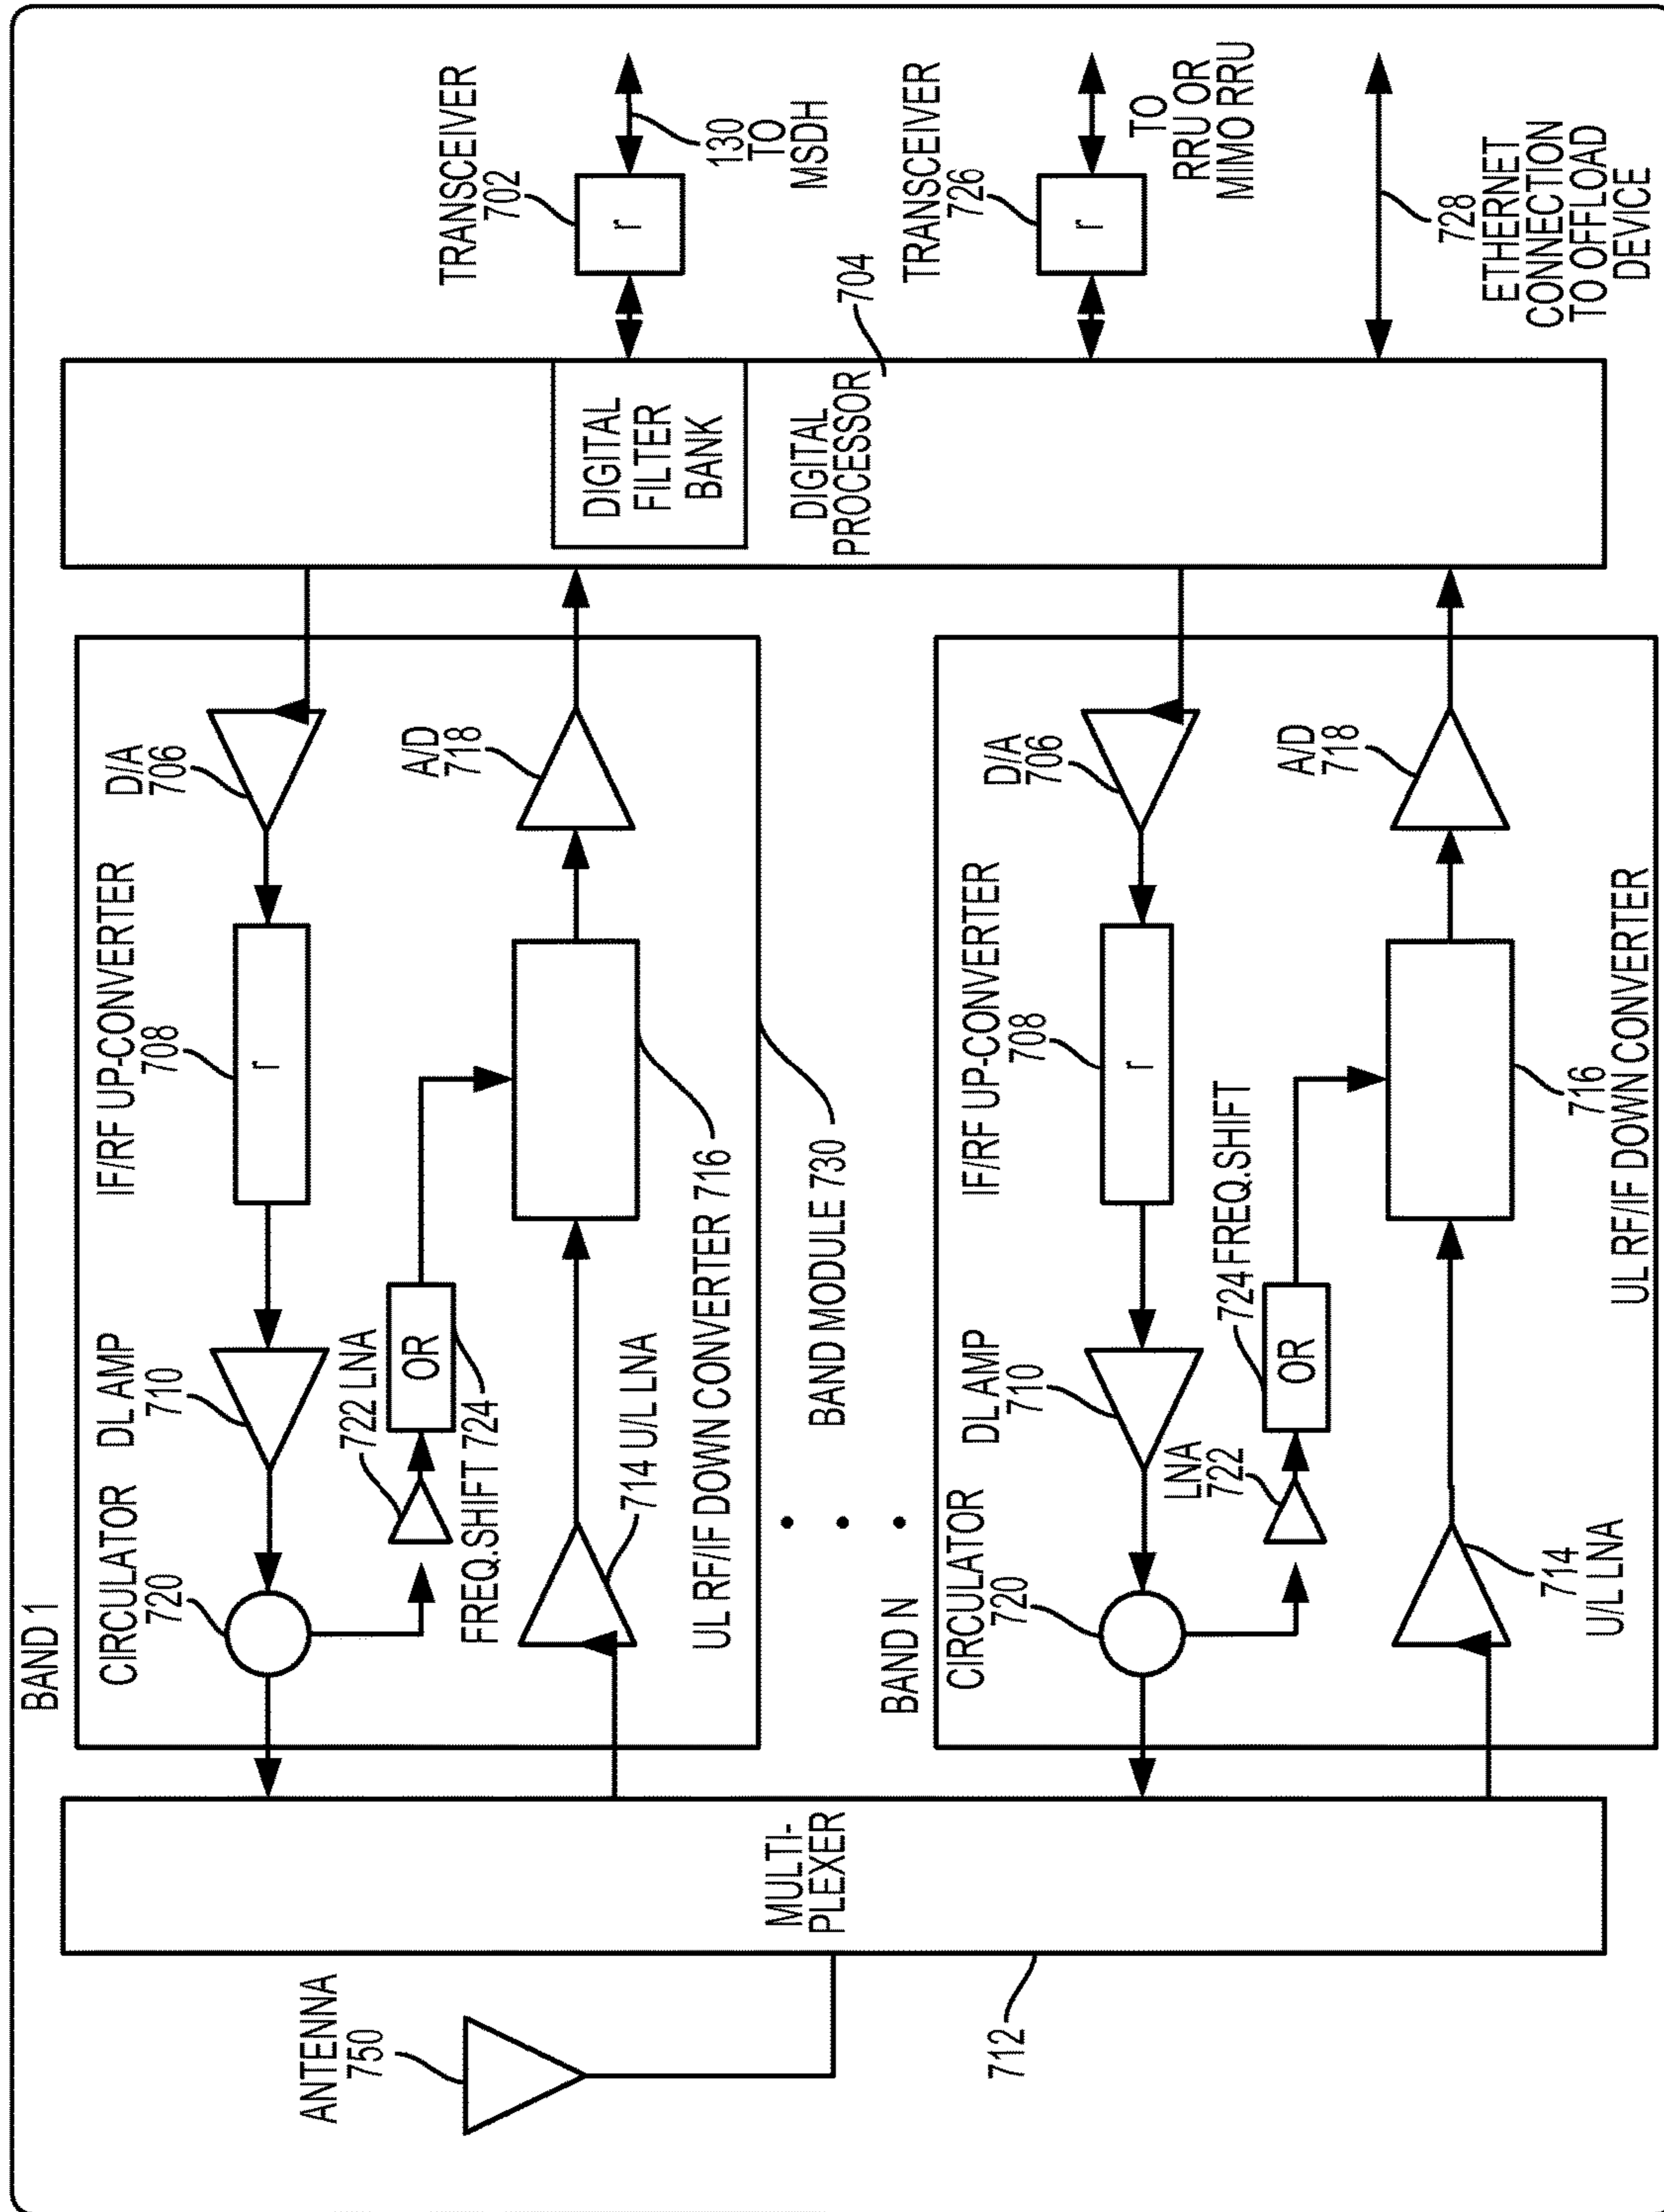 BAND 1
CIRCULATOR
720
DL AMP
710
IF/RF UP-CONVERTER
708
r
D/A
706
722 LNA
OR
FREQ.SHIFT 724
714 U/L LNA
UL RF/IF DOWN CONVERTER 716
A/D
718
BAND MODULE 730
BAND N
CIRCULATOR
720
DL AMP
710
IF/RF UP-CONVERTER
708
r
D/A
706
LNA
722
724 FREQ.SHIFT
OR
714
U/L LNA
716
UL RF/IF DOWN CONVERTER
A/D
718
ANTENNA
750
MULTI-
PLEXER
712
DIGITAL
FILTER
BANK
DIGITAL
PROCESSOR
704
TRANSCEIVER
702
r
130
TO
MSDH
TRANSCEIVER
726
r
TO
RRU OR
MIMO RRU
728
ETHERNET
CONNECTION
TO OFFLOAD
DEVICE